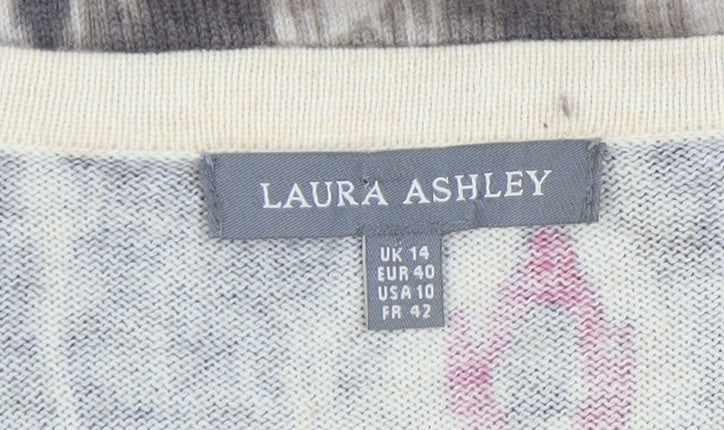 LAURA ASHLEY
UK 14
EUR 40
USA 10
FR 42